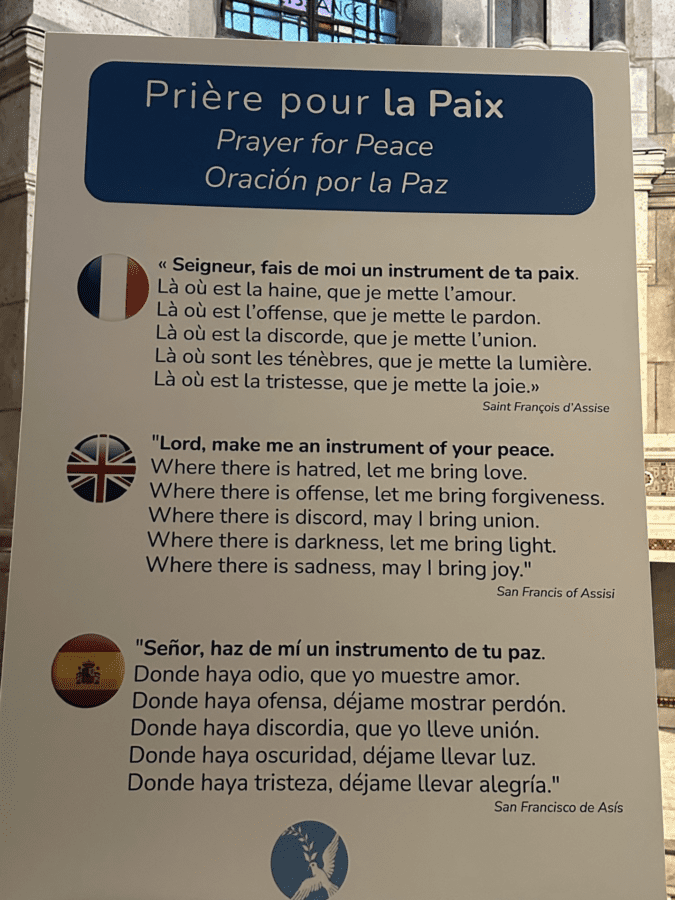 Prière pour la Paix
Prayer for Peace
Oración por la Paz
« Seigneur, fais de moi un instrument de ta paix.
Là où est la haine, que je mette l’amour.
Là où est l’offense, que je mette le pardon.
Là où est la discorde, que je mette l’union.
Là où sont les ténèbres, que je mette la lumière.
Là où est la tristesse, que je mette la joie.»
Saint François d’Assise
"Lord, make me an instrument of your peace.
Where there is hatred, let me bring love.
Where there is offense, let me bring forgiveness.
Where there is discord, may I bring union.
Where there is darkness, let me bring light.
Where there is sadness, may I bring joy."
San Francis of Assisi
"Señor, haz de mí un instrumento de tu paz.
Donde haya odio, que yo muestre amor.
Donde haya ofensa, déjame mostrar perdón.
Donde haya discordia, que yo lleve unión.
Donde haya oscuridad, déjame llevar luz.
Donde haya tristeza, déjame llevar alegría."
San Francisco de Asís